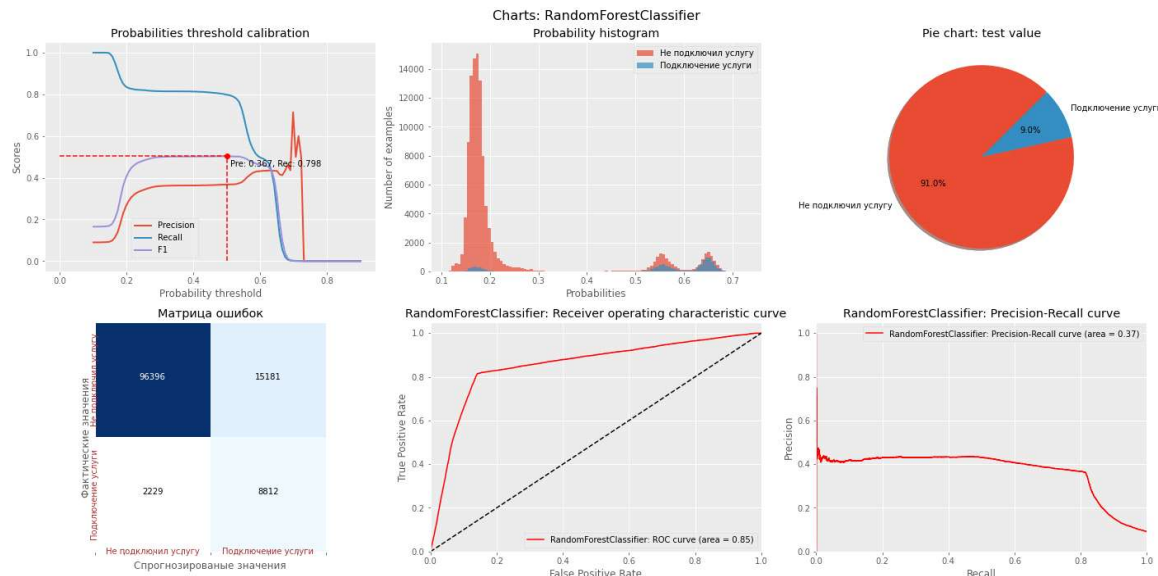 Charts: RandomForestClassifier
Probabilities threshold calibration
Scores
1.0
0.8
0.6
0.4
0.2
0.0
Pre: 0.367, Rec: 0.798
Precision
Recall
F1
0.0 0.2 0.4 0.6 0.8
Probability threshold
Probability histogram
Number of examples
14000
12000
10000
8000
6000
4000
2000
0
Не подключил услугу
Подключение услуги
0.1 0.2 0.3 0.4 0.5 0.6 0.7
Probabilities
Pie chart: test value
Подключение услуги
9.0%
91.0%
Не подключил услугу
Матрица ошибок
Фактические значения
Не подключил услугу
Подключение услуги
96396 15181
2229 8812
Не подключил услугу Подключение услуги
Спрогнозированые значения
RandomForestClassifier: Receiver operating characteristic curve
True Positive Rate
1.0
0.8
0.6
0.4
0.2
0.0
RandomForestClassifier: ROC curve (area = 0.85)
0.0 0.2 0.4 0.6 0.8 1.0
False Positive Rate
RandomForestClassifier: Precision-Recall curve
RandomForestClassifier: Precision-Recall curve (area = 0.37)
Precision
1.0
0.8
0.6
0.4
0.2
0.0
0.0 0.2 0.4 0.6 0.8 1.0
Recall